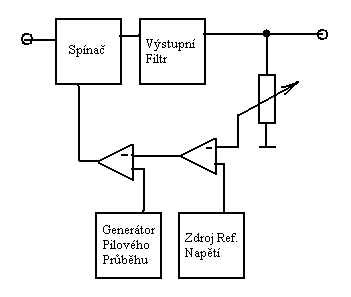 Spínač
Výstupní
Filtr
Generátor
Pilového
Průběhu
Zdroj Ref.
Napětí